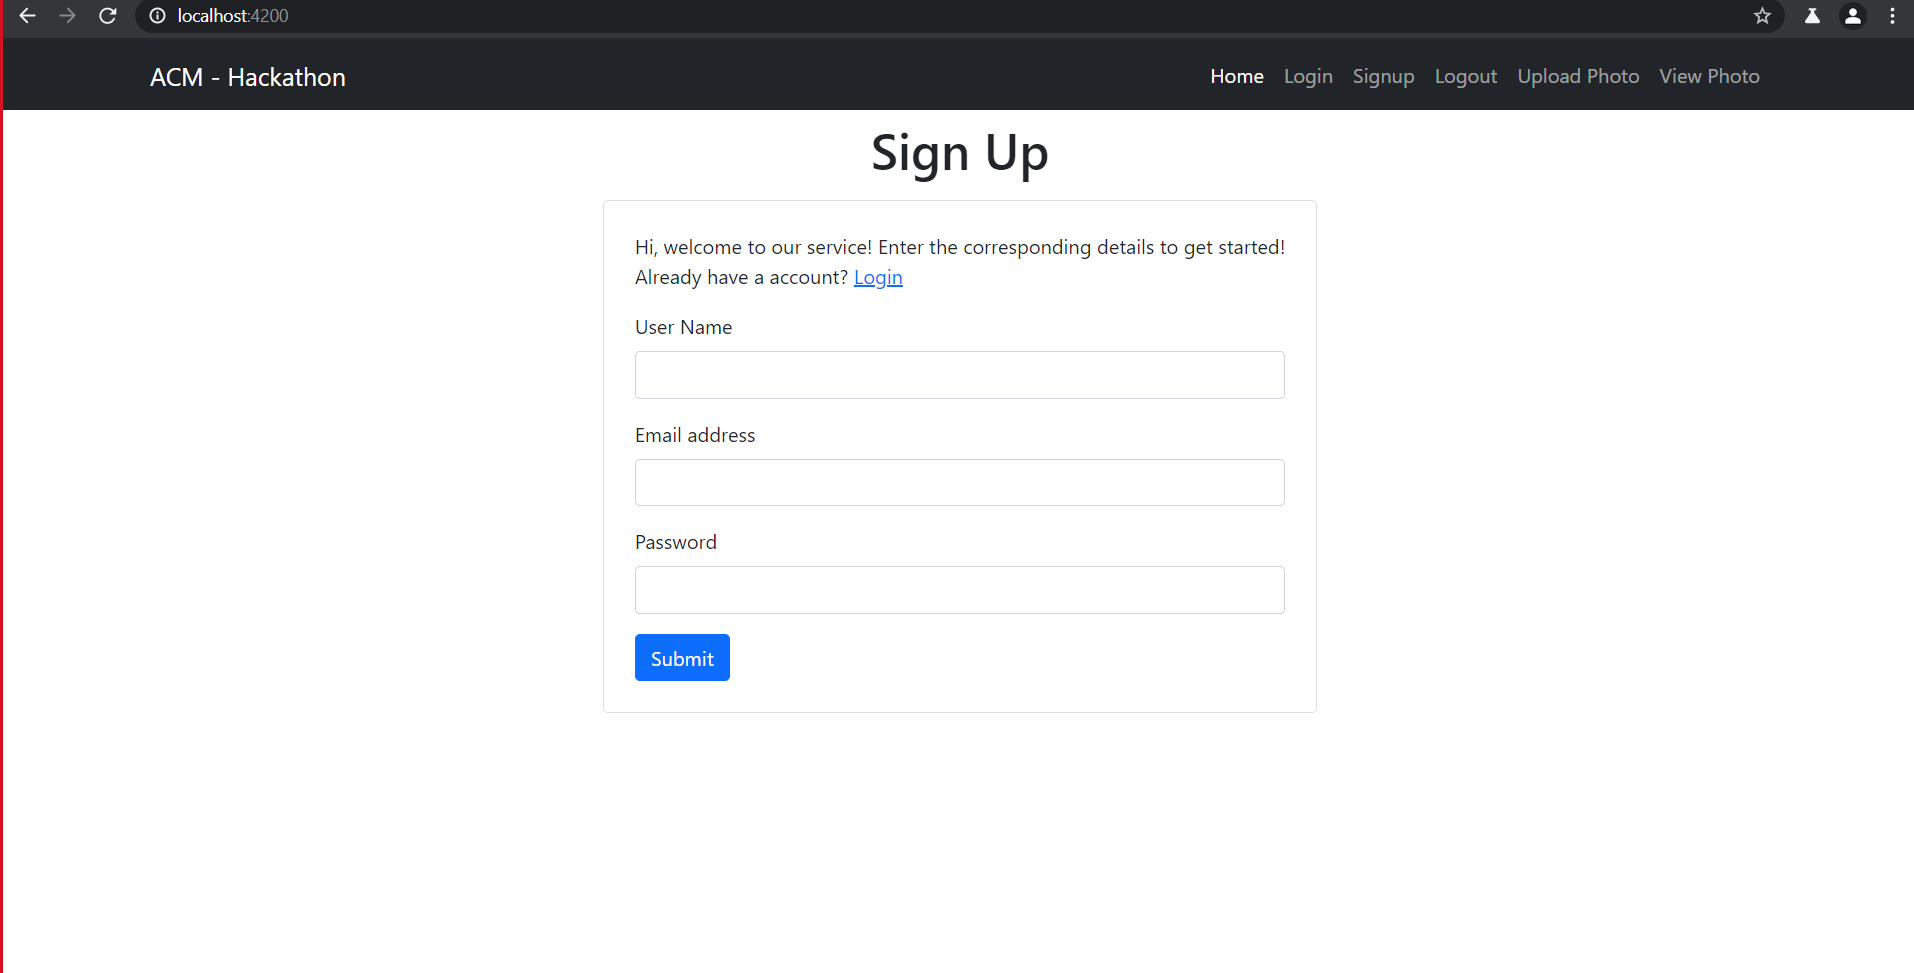 localhost:4200
ACM - Hackathon
Home Login Signup Logout Upload Photo View Photo
Sign Up
Hi, welcome to our service! Enter the corresponding details to get started!
Already have a account? Login
User Name
Email address
Password
Submit